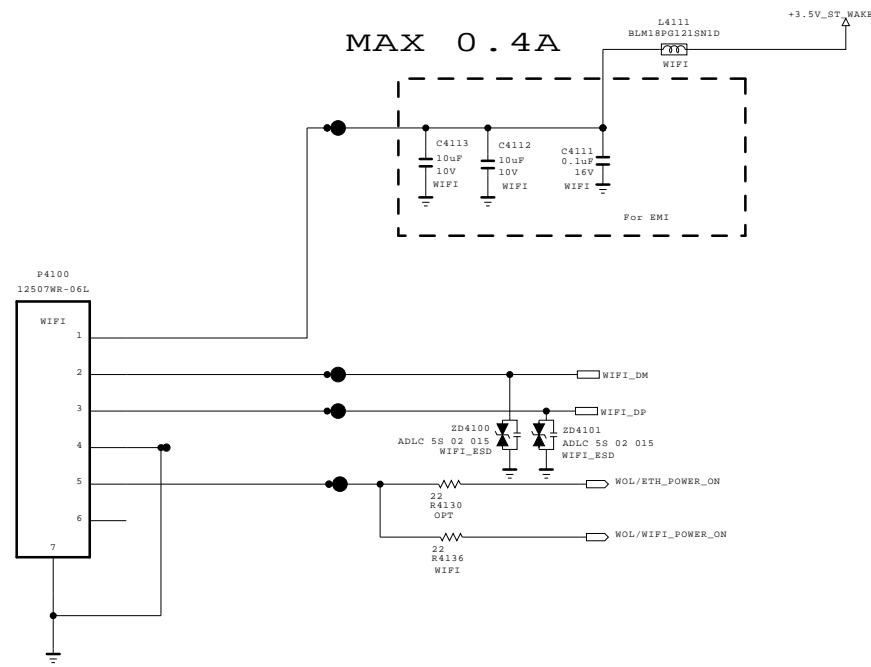 +3.5V_ST_WAKE
L4111
BLM18PG121SN1D
WIFI
MAX 0.4A
C4113
10uF
10V
WIFI
C4112
10uF
10V
WIFI
C4111
0.1uF
16V
WIFI
For EMI
P4100
12507WR-06L
WIFI
1
2
WIFI_DM
3
WIFI_DP
ZD4100
ADLC 5S 02 015
WIFI_ESD
ZD4101
ADLC 5S 02 015
WIFI_ESD
4
5
WOL/ETH_POWER_ON
22
R4130
OPT
6
WOL/WIFI_POWER_ON
22
R4136
WIFI
7